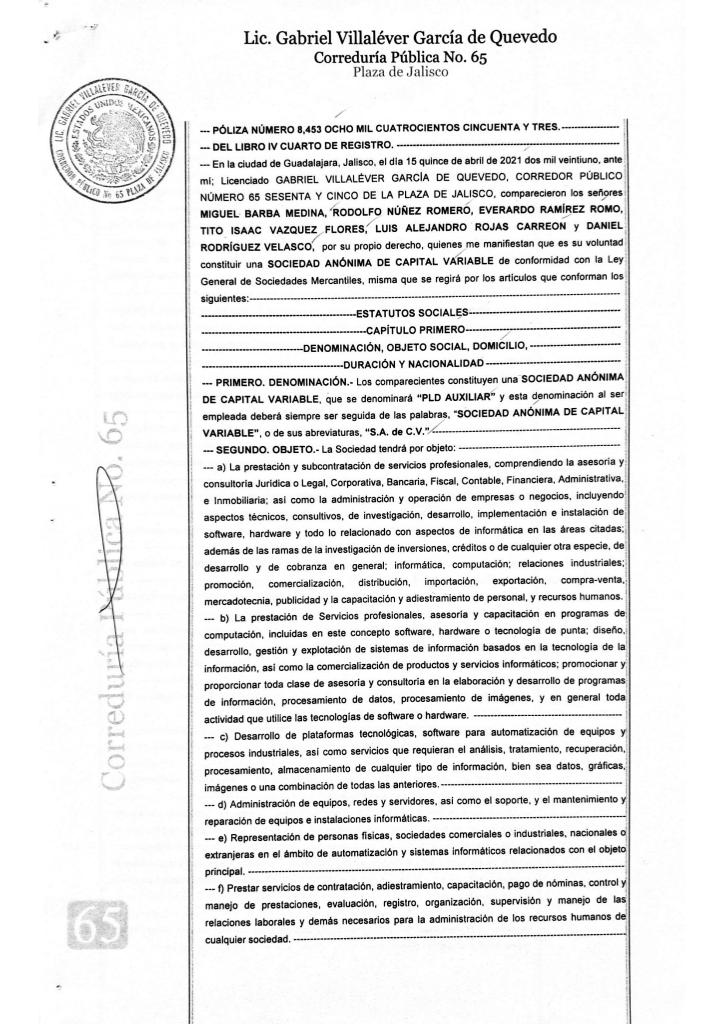 Lic. Gabriel Villaléver García de Quevedo
Correduría Pública No. 65
Plaza de Jalisco
LIC. GABRIEL VILLALEVER GARCIA DE QUEVEDO
ESTADOS UNIDOS MEXICANOS
CORREDOR PUBLICO No 65 PLAZA DE JALISCO
--- PÓLIZA NÚMERO 8,453 OCHO MIL CUATROCIENTOS CINCUENTA Y TRES.---------------
--- DEL LIBRO IV CUARTO DE REGISTRO.---------------
--- En la ciudad de Guadalajara, Jalisco, el día 15 quince de abril de 2021 dos mil veintiuno, ante
mi; Licenciado GABRIEL VILLALÉVER GARCÍA DE QUEVEDO, CORREDOR PÚBLICO
NÚMERO 65 SESENTA Y CINCO DE LA PLAZA DE JALISCO, comparecieron los señores
MIGUEL BARBA MEDINA, RODOLFO NÚÑEZ ROMERO, EVERARDO RAMÍREZ ROMO,
TITO ISAAC VAZQUEZ FLORES, LUIS ALEJANDRO ROJAS CARREON y DANIEL
RODRÍGUEZ VELASCO, por su propio derecho, quienes me manifiestan que es su voluntad
constituir una SOCIEDAD ANÓNIMA DE CAPITAL VARIABLE de conformidad con la Ley
General de Sociedades Mercantiles, misma que se regirá por los artículos que conforman los
siguientes:---------------
---------------ESTATUTOS SOCIALES---------------
---------------CAPÍTULO PRIMERO---------------
---------------DENOMINACIÓN, OBJETO SOCIAL, DOMICILIO,---------------
---------------DURACIÓN Y NACIONALIDAD---------------
--- PRIMERO. DENOMINACIÓN.- Los comparecientes constituyen una SOCIEDAD ANÓNIMA
DE CAPITAL VARIABLE, que se denominará "PLD AUXILIAR" y esta denominación al ser
empleada deberá siempre ser seguida de las palabras, "SOCIEDAD ANÓNIMA DE CAPITAL
VARIABLE", o de sus abreviaturas, "S.A. de C.V."---------------
--- SEGUNDO. OBJETO.- La Sociedad tendrá por objeto: ---------------
--- a) La prestación y subcontratación de servicios profesionales, comprendiendo la asesoría y
consultoría Jurídica o Legal, Corporativa, Bancaria, Fiscal, Contable, Financiera, Administrativa,
e Inmobiliaria; así como la administración y operación de empresas o negocios, incluyendo
aspectos técnicos, consultivos, de investigación, desarrollo, implementación e instalación de
software, hardware y todo lo relacionado con aspectos de informática en las áreas citadas;
además de las ramas de la investigación de inversiones, créditos o de cualquier otra especie, de
desarrollo y de cobranza en general; informática, computación; relaciones industriales;
promoción, comercialización, distribución, importación, exportación, compra-venta,
mercadotecnia, publicidad y la capacitación y adiestramiento de personal, y recursos humanos.
--- b) La prestación de Servicios profesionales, asesoría y capacitación en programas de
computación, incluidas en este concepto software, hardware o tecnología de punta; diseño,
desarrollo, gestión y explotación de sistemas de información basados en la tecnología de la
información, así como la comercialización de productos y servicios informáticos; promocionar y
proporcionar toda clase de asesoría y consultoría en la elaboración y desarrollo de programas
de información, procesamiento de datos, procesamiento de imágenes, y en general toda
actividad que utilice las tecnologías de software o hardware. ---------------
--- c) Desarrollo de plataformas tecnológicas, software para automatización de equipos y
procesos industriales, así como servicios que requieran el análisis, tratamiento, recuperación,
procesamiento, almacenamiento de cualquier tipo de información, bien sea datos, gráficas,
imágenes o una combinación de todas las anteriores.---------------
--- d) Administración de equipos, redes y servidores, así como el soporte, y el mantenimiento y
reparación de equipos e instalaciones informáticas. ---------------
--- e) Representación de personas físicas, sociedades comerciales o industriales, nacionales o
extranjeras en el ámbito de automatización y sistemas informáticos relacionados con el objeto
principal. ---------------
--- f) Prestar servicios de contratación, adiestramiento, capacitación, pago de nóminas, control y
manejo de prestaciones, evaluación, registro, organización, supervisión y manejo de las
relaciones laborales y demás necesarios para la administración de los recursos humanos de
cualquier sociedad. ---------------
Correduría Pública No. 65
65